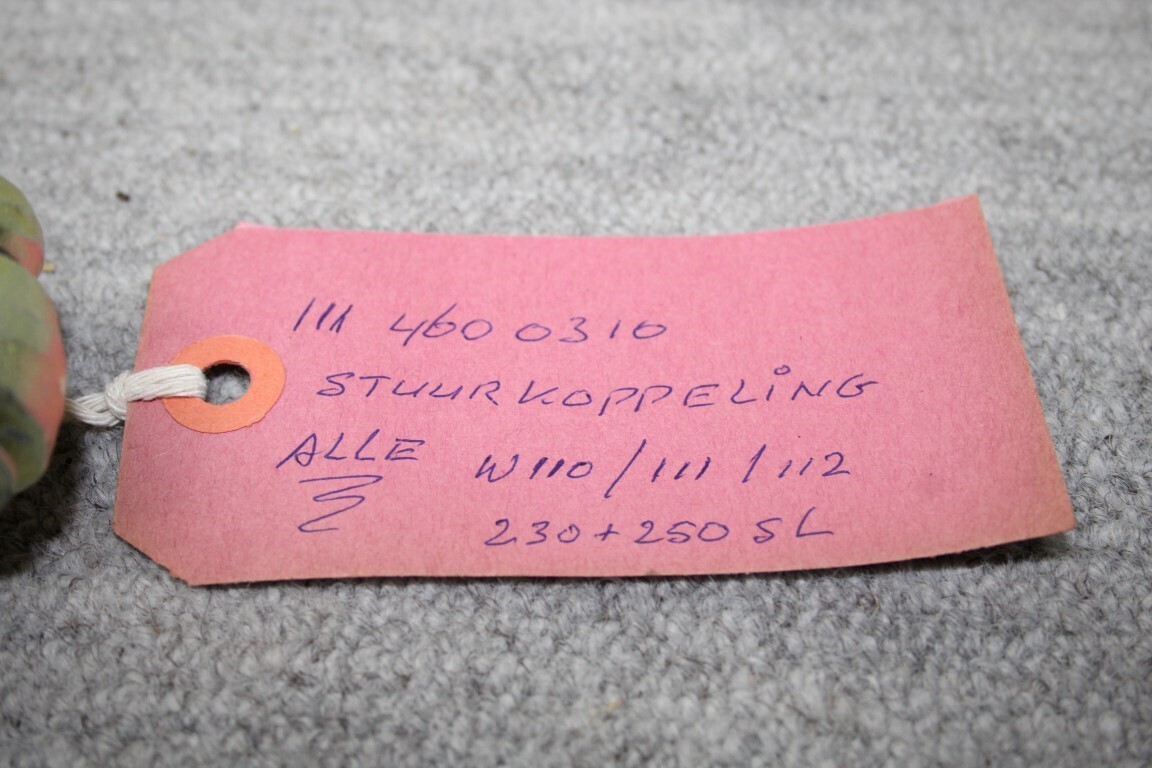 111 460 0310
STUURKOPPELING
ALLE W110/111/112
230+250 SL